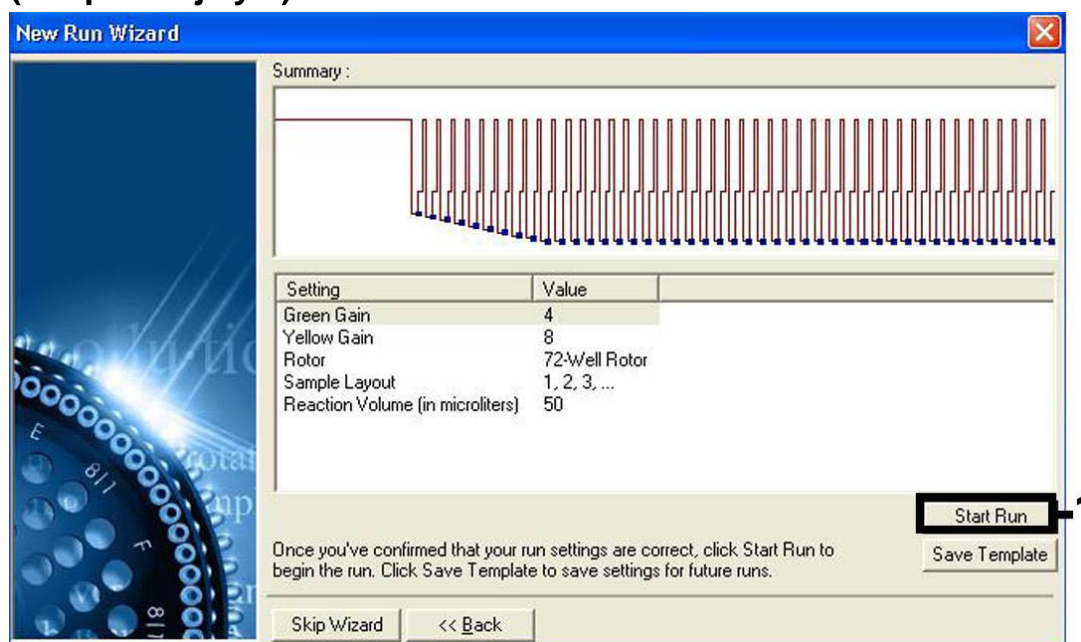 New Run Wizard
Summary :
Setting Value
Green Gain 4
Yellow Gain 8
Rotor 72-Well Rotor
Sample Layout 1, 2, 3, ...
Reaction Volume (in microliters) 50
Start Run
Once you've confirmed that your run settings are correct, click Start Run to
begin the run. Click Save Template to save settings for future runs.
Save Template
Skip Wizard
<< Back
E
8/1
F
8/1